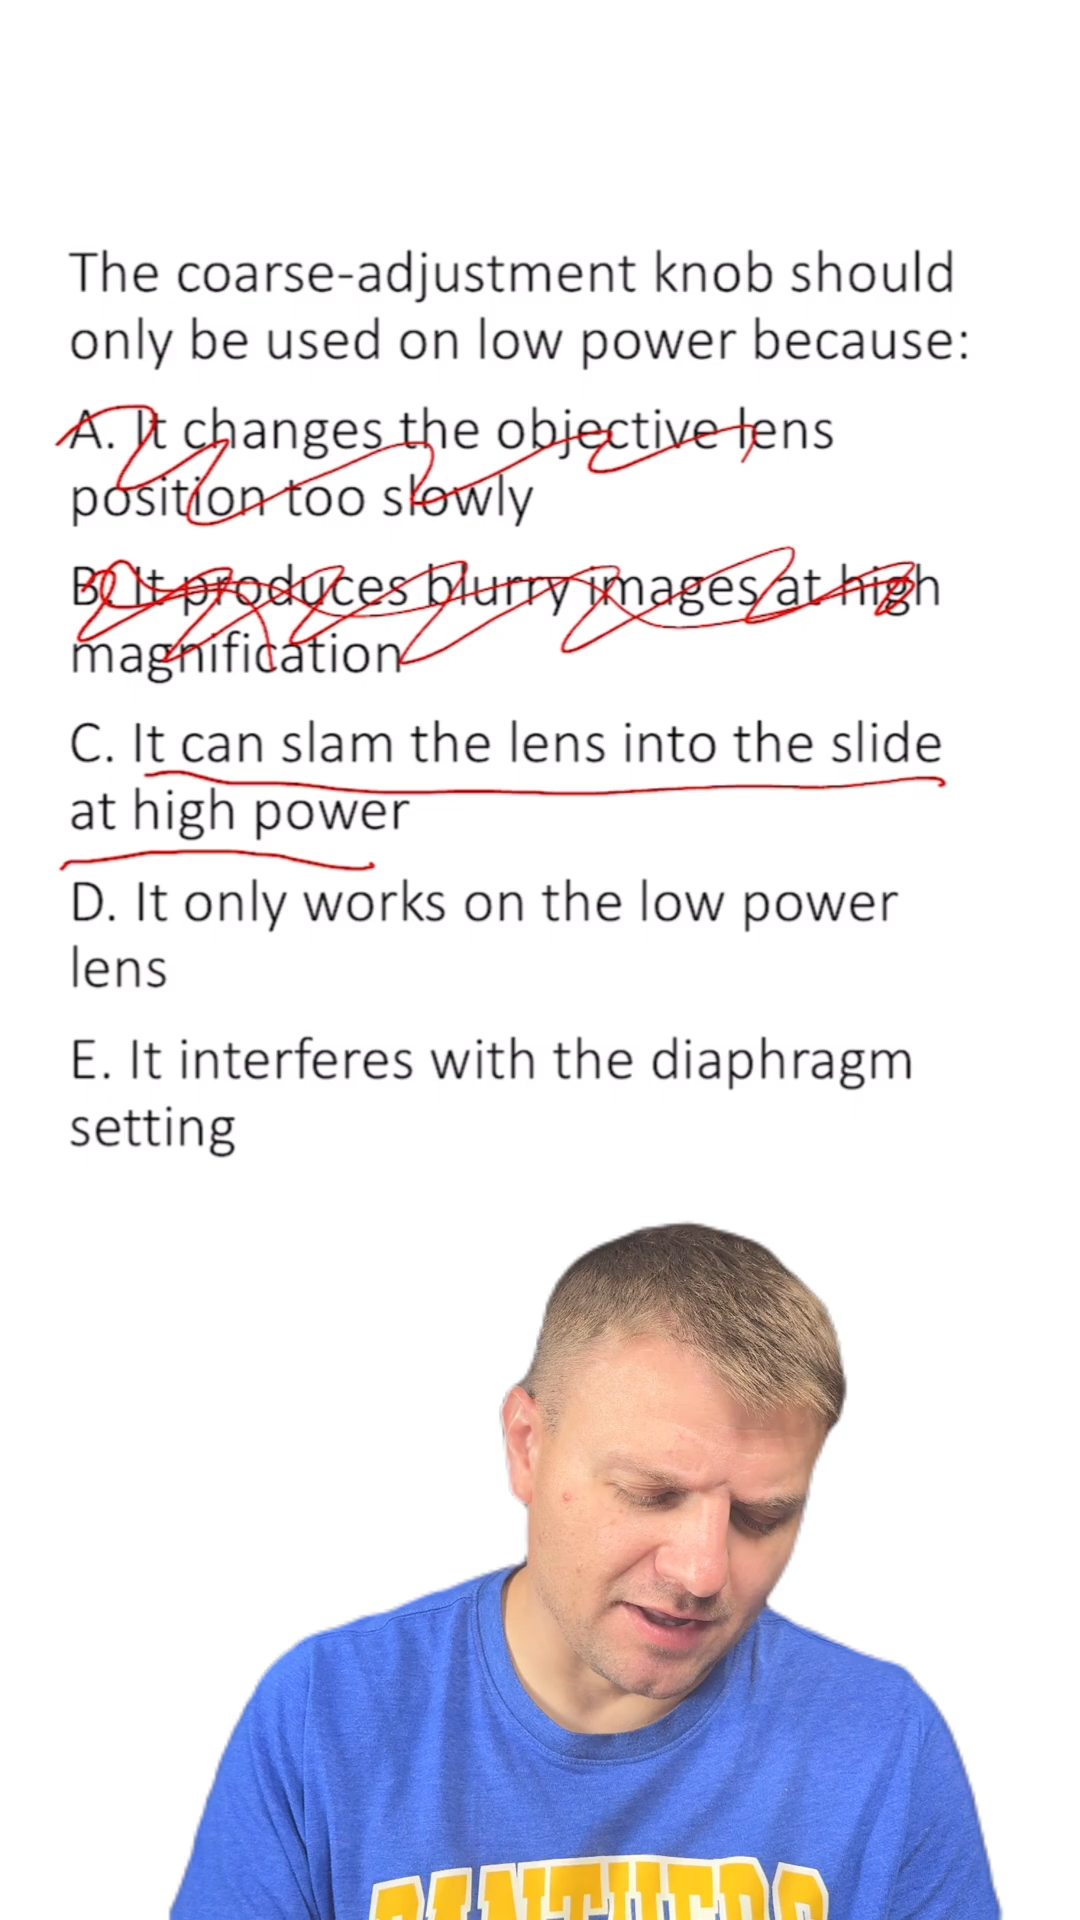 The coarse-adjustment knob should
only be used on low power because:
A. It changes the objective lens
position too slowly
B. It produces blurry images at high
magnification
C. It can slam the lens into the slide
at high power
D. It only works on the low power
lens
E. It interferes with the diaphragm
setting
PANTHERS